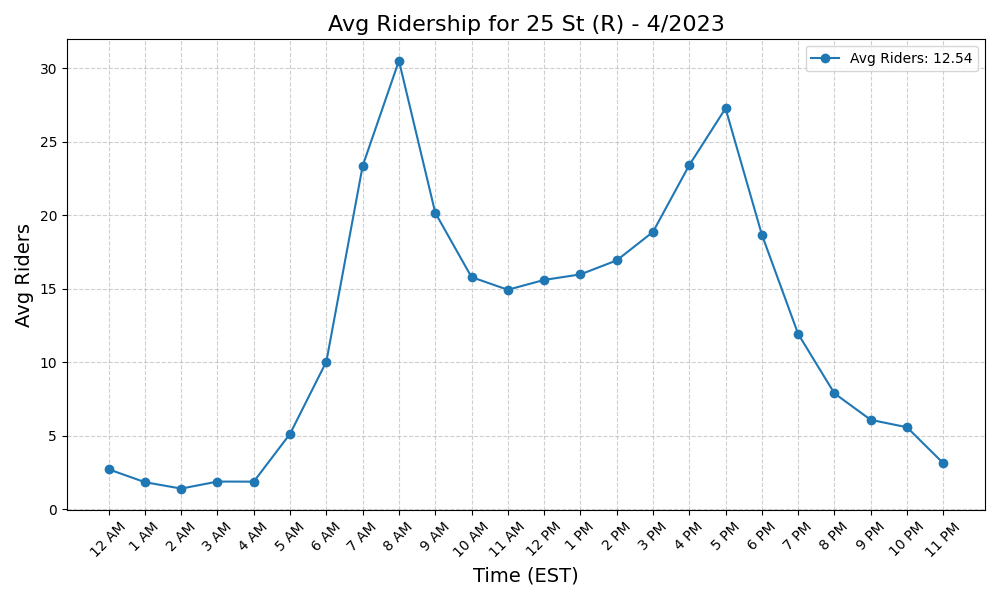 Avg Ridership for 25 St (R) - 4/2023
Avg Riders: 12.54
Avg Riders
30
25
20
15
10
5
0
12 AM
1 AM
2 AM
3 AM
4 AM
5 AM
6 AM
7 AM
8 AM
9 AM
10 AM
11 AM
12 PM
1 PM
2 PM
3 PM
4 PM
5 PM
6 PM
7 PM
8 PM
9 PM
10 PM
11 PM
Time (EST)